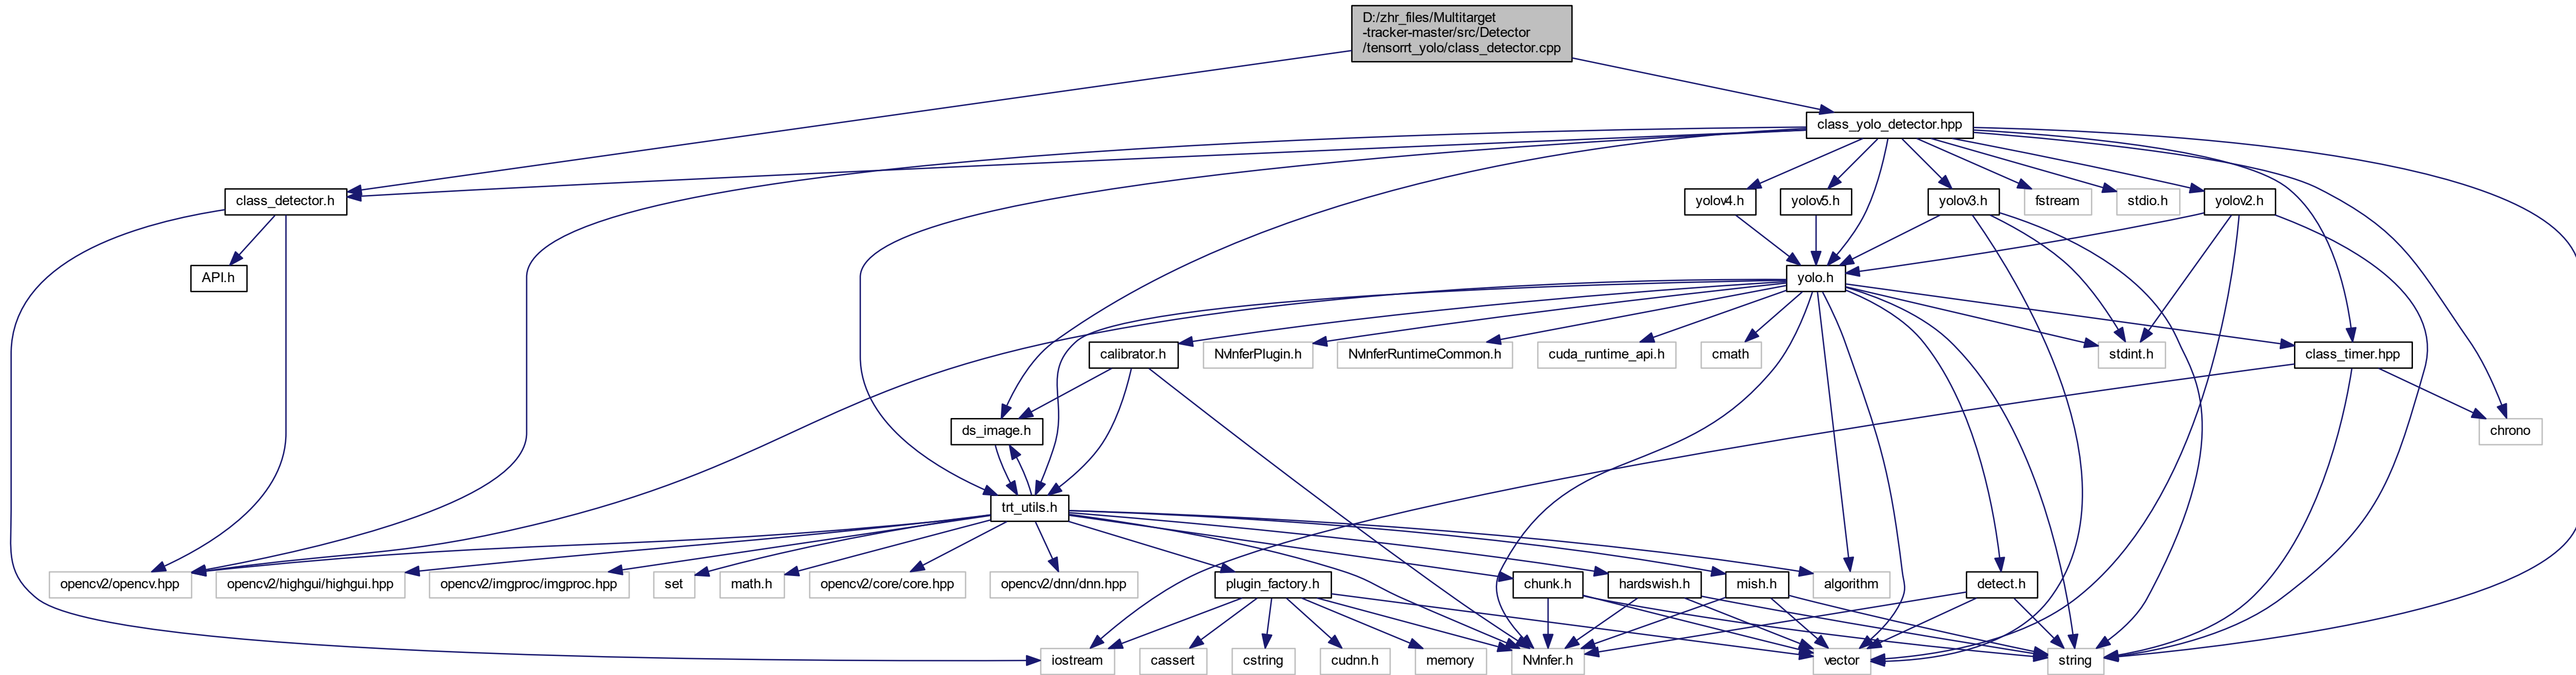 D:/zhr_files/Multitarget
-tracker-master/src/Detector
/tensorrt_yolo/class_detector.cpp
class_yolo_detector.hpp
class_detector.h
yolov4.h
yolov5.h
yolov3.h
fstream
stdio.h
yolov2.h
API.h
yolo.h
calibrator.h
NvInferPlugin.h
NvInferRuntimeCommon.h
cuda_runtime_api.h
cmath
stdint.h
class_timer.hpp
ds_image.h
chrono
trt_utils.h
opencv2/opencv.hpp
opencv2/highgui/highgui.hpp
opencv2/imgproc/imgproc.hpp
set
math.h
opencv2/core/core.hpp
opencv2/dnn/dnn.hpp
plugin_factory.h
chunk.h
hardswish.h
mish.h
algorithm
detect.h
iostream
cassert
cstring
cudnn.h
memory
NvInfer.h
vector
string